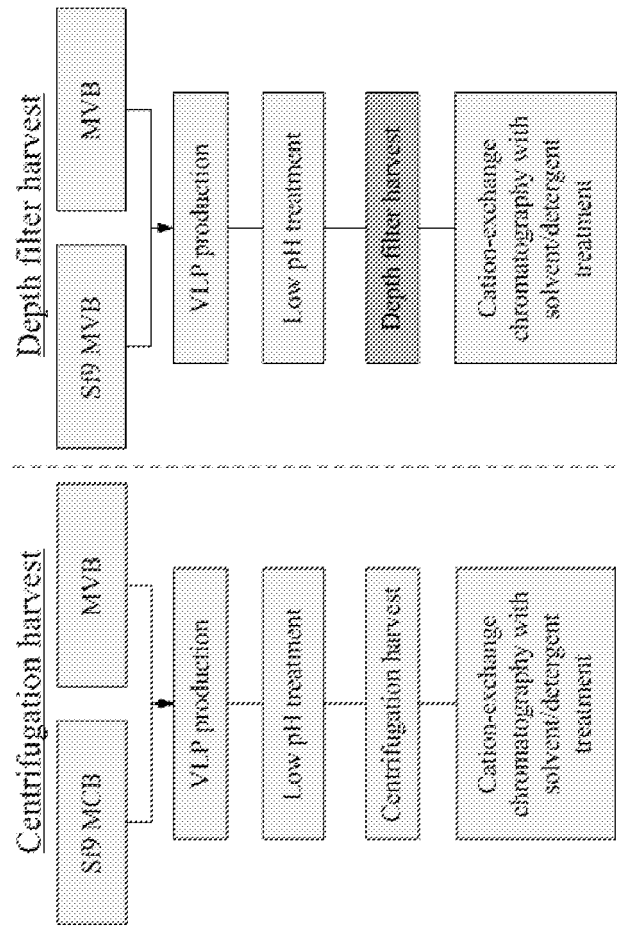 Centrifugation harvest
Sf9 MCB
MVB
VLP production
Low pH treatment
Centrifugation harvest
Cation-exchange
chromatography with
solvent/detergent
treatment
Depth filter harvest
Sf9 MVB
MVB
VLP production
Low pH treatment
Depth filter harvest
Cation-exchange
chromatography with
solvent/detergent
treatment